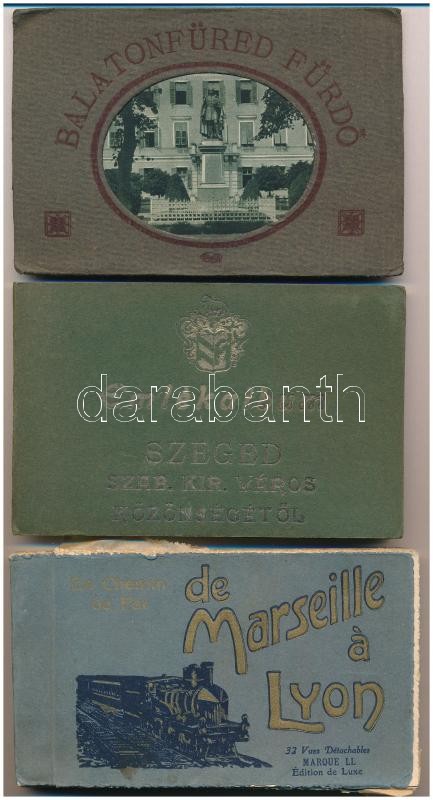 BALATONFÜRED FÜRDŐ
darabanth
SZEGED
SZAB. KIR. VÁROS
KÖZÖNSÉGÉTŐL
En Chemin
de Fer
de
Marseille
à
Lyon
32 Vues Détachables
MARQUE LL
Édition de Luxe